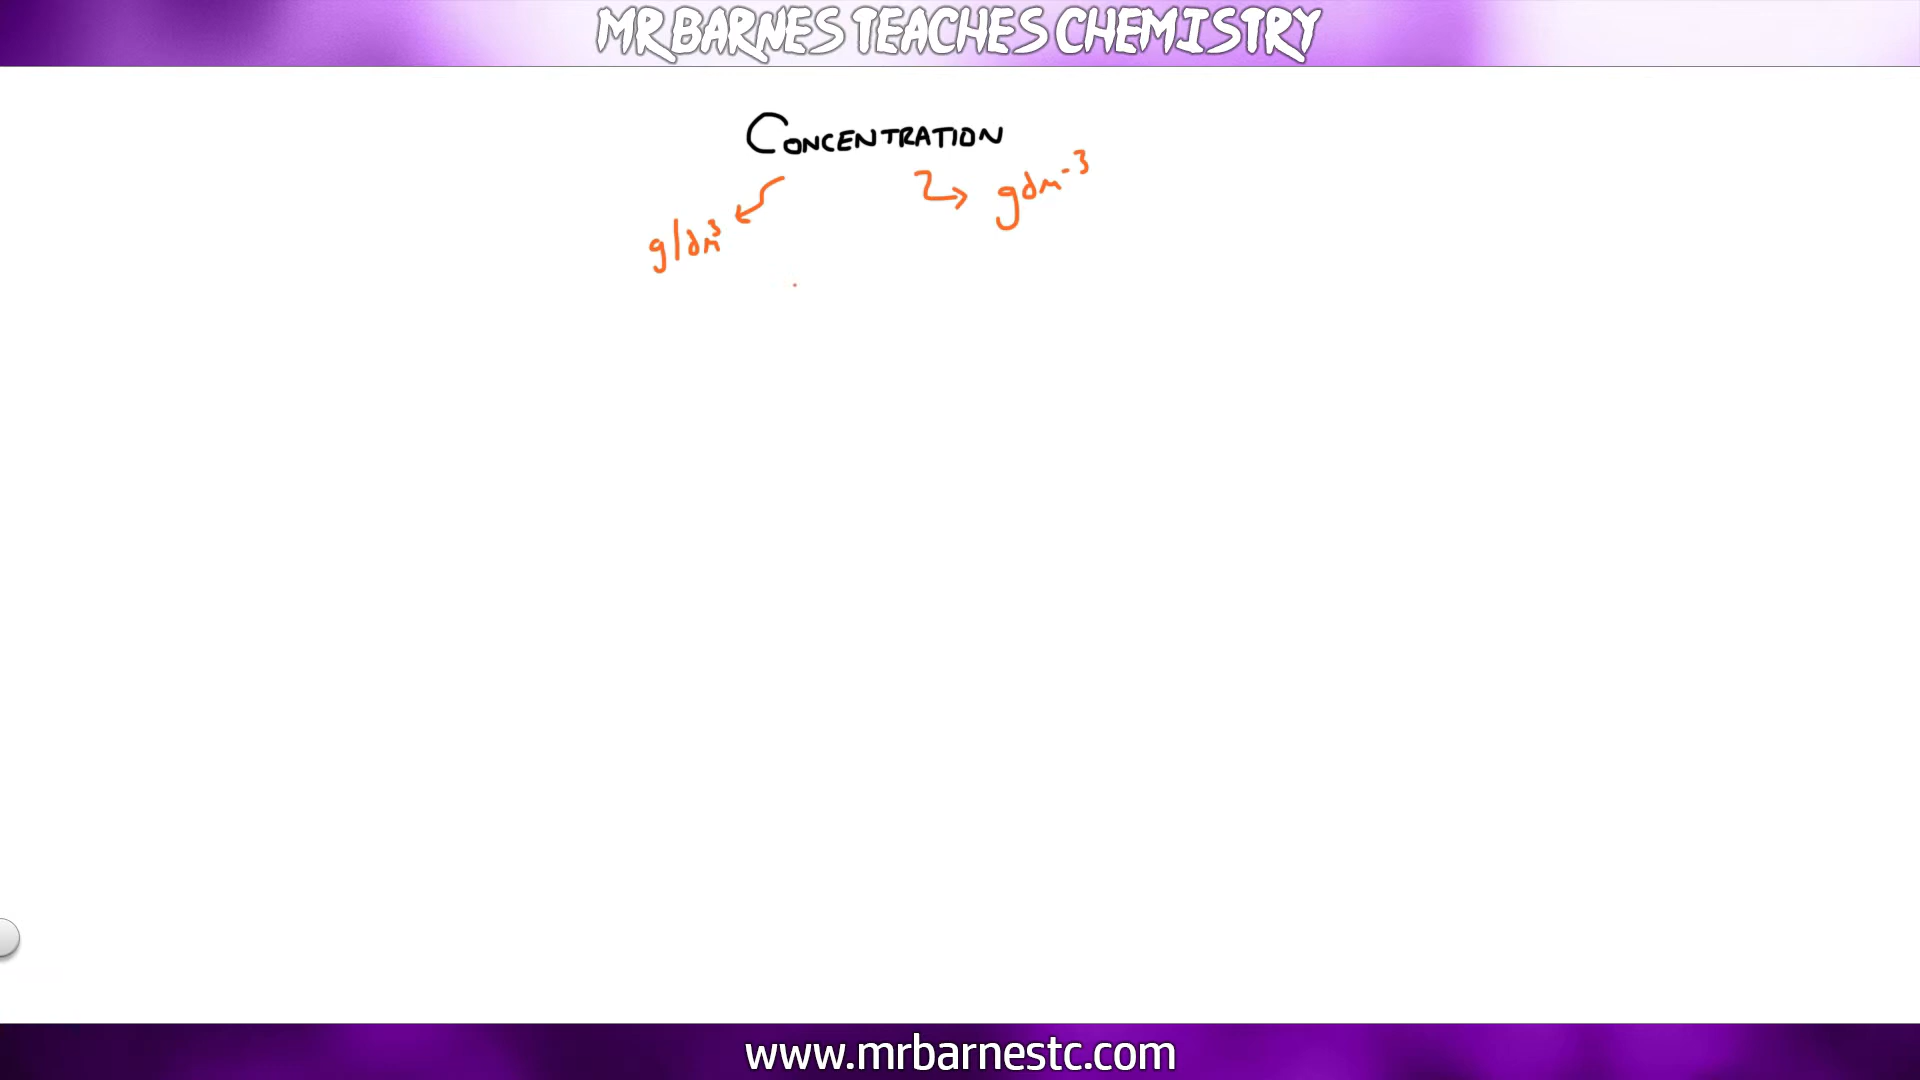 MR BARNES TEACHES CHEMISTRY
CONCENTRATION
g/dm³
gdm⁻³
www.mrbarnestc.com